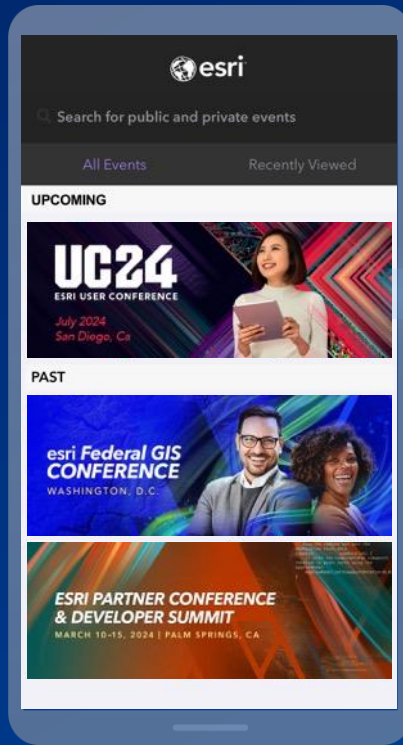 esri
Search for public and private events
All Events Recently Viewed
UPCOMING
UC24
ESRI USER CONFERENCE
July 2024
San Diego, Ca
PAST
esri Federal GIS
CONFERENCE
WASHINGTON, D.C.
ESRI PARTNER CONFERENCE
& DEVELOPER SUMMIT
MARCH 10-15, 2024 | PALM SPRINGS, CA